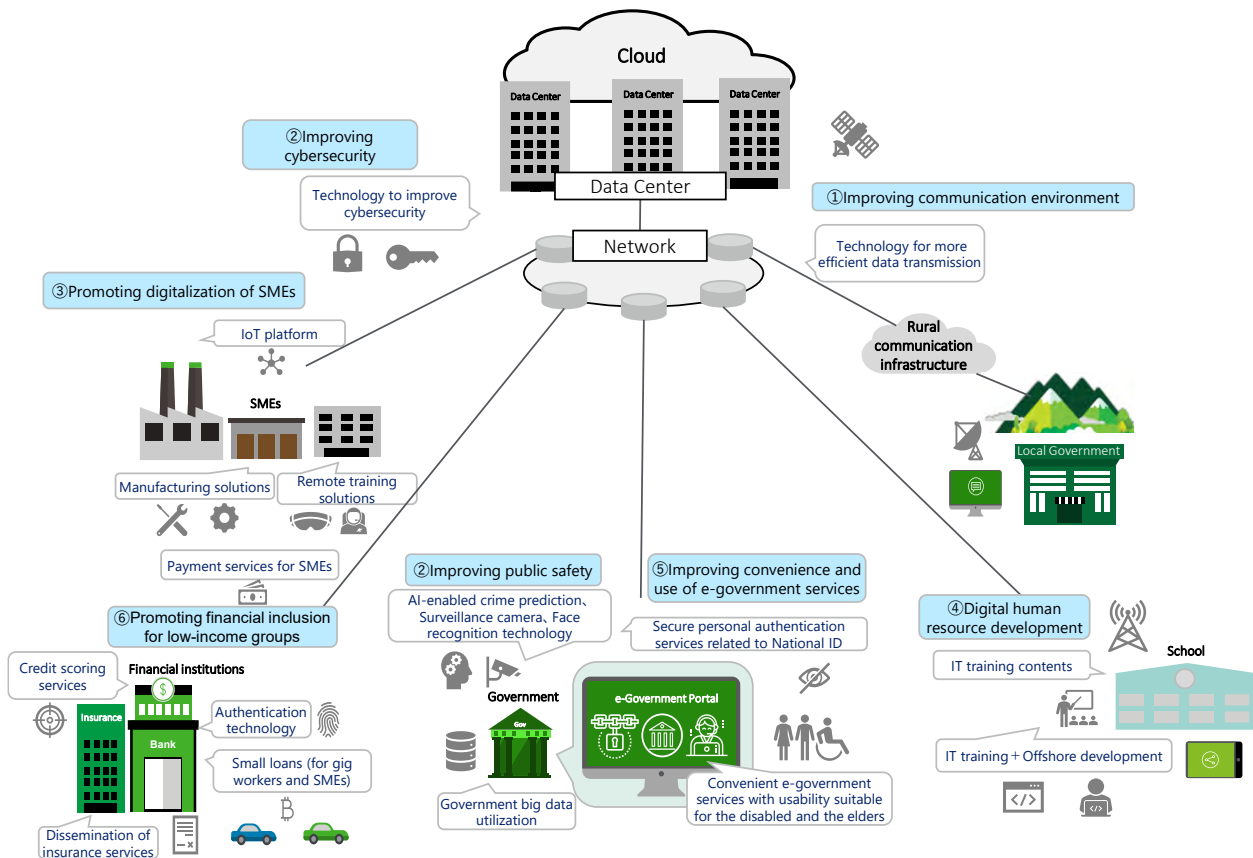 Cloud
Data Center
Data Center
Data Center
Data Center
②Improving
cybersecurity
Technology to improve
cybersecurity
①Improving communication environment
Technology for more
efficient data transmission
Network
③Promoting digitalization of SMEs
IoT platform
SMEs
Manufacturing solutions
Remote training
solutions
Rural
communication
infrastructure
Local Government
Payment services for SMEs
⑥Promoting financial inclusion
for low-income groups
Credit scoring
services
Financial institutions
$
Insurance
Bank
Authentication
technology
Small loans (for gig
workers and SMEs)
Dissemination of
insurance services
②Improving public safety
AI-enabled crime prediction、
Surveillance camera、Face
recognition technology
Government
Gov
Government big data
utilization
⑤Improving convenience and
use of e-government services
Secure personal authentication
services related to National ID
e-Government Portal
Convenient e-government
services with usability suitable
for the disabled and the elders
④Digital human
resource development
IT training contents
School
IT training＋Offshore development